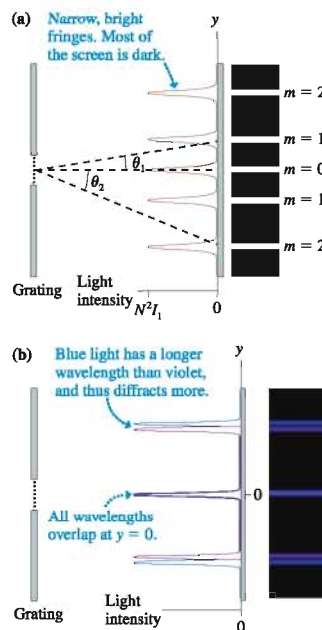 (a)
Narrow, bright
fringes. Most of
the screen is dark.
y
m = 2
m = 1
θ1
m = 0
θ2
m = 1
m = 2
Grating
Light
intensity
N²I1
0
(b)
y
Blue light has a longer
wavelength than violet,
and thus diffracts more.
0
All wavelengths
overlap at y = 0.
Grating
Light
intensity
0